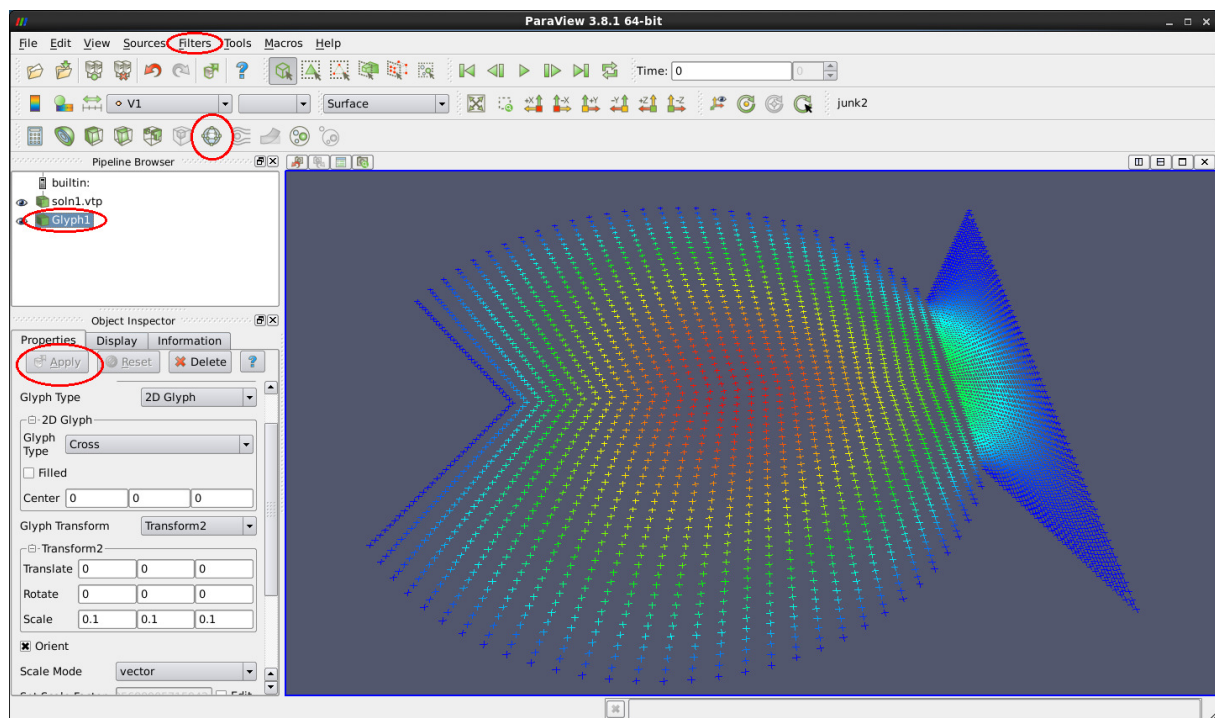 ParaView 3.8.1 64-bit
File Edit View Sources Filters Tools Macros Help
Time: 0 0
V1 Surface junk2
+X -X +Y -Y +Z -Z
Pipeline Browser
builtin:
soln1.vtp
Glyph1
Object Inspector
Properties Display Information
Apply Reset Delete ?
Glyph Type 2D Glyph
2D Glyph
Glyph Type Cross
Filled
Center 0 0 0
Glyph Transform Transform2
Transform2
Translate 0 0 0
Rotate 0 0 0
Scale 0.1 0.1 0.1
Orient
Scale Mode vector